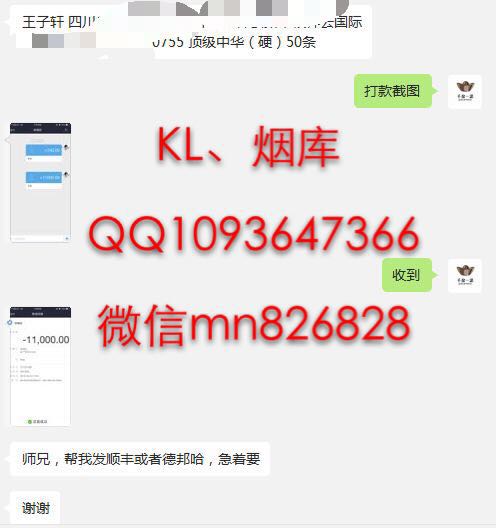 王子轩 四川
国际
0755 顶级中华（硬）50条
打款截图
KL、烟库
QQ1093647366
收到
微信mn826828
-11,000.00
师兄，帮我发顺丰或者德邦哈，急着要
谢谢